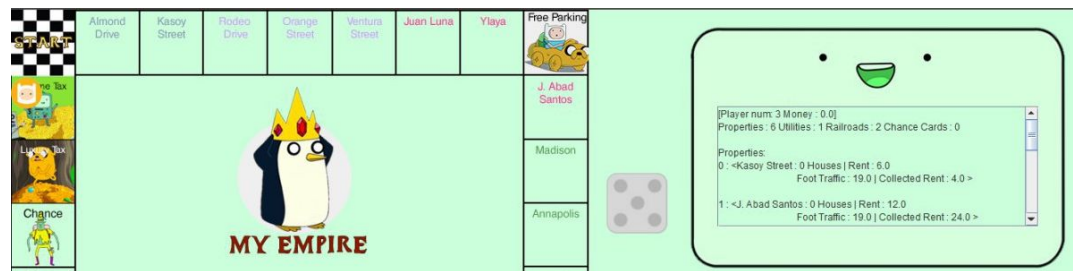 START
Almond
Drive
Kasoy
Street
Rodeo
Drive
Orange
Street
Ventura
Street
Juan Luna
Ylaya
Free Parking
Tax
Tax
Chance
J. Abad
Santos
Madison
Annapolis
MY EMPIRE
[Player num: 3 Money : 0.0]
Properties : 6 Utilities : 1 Railroads : 2 Chance Cards : 0
Properties:
0 : <Kasoy Street : 0 Houses | Rent : 6.0
Foot Traffic : 19.0 | Collected Rent : 4.0 >
1 : <J. Abad Santos : 0 Houses | Rent : 12.0
Foot Traffic : 19.0 | Collected Rent : 24.0 >